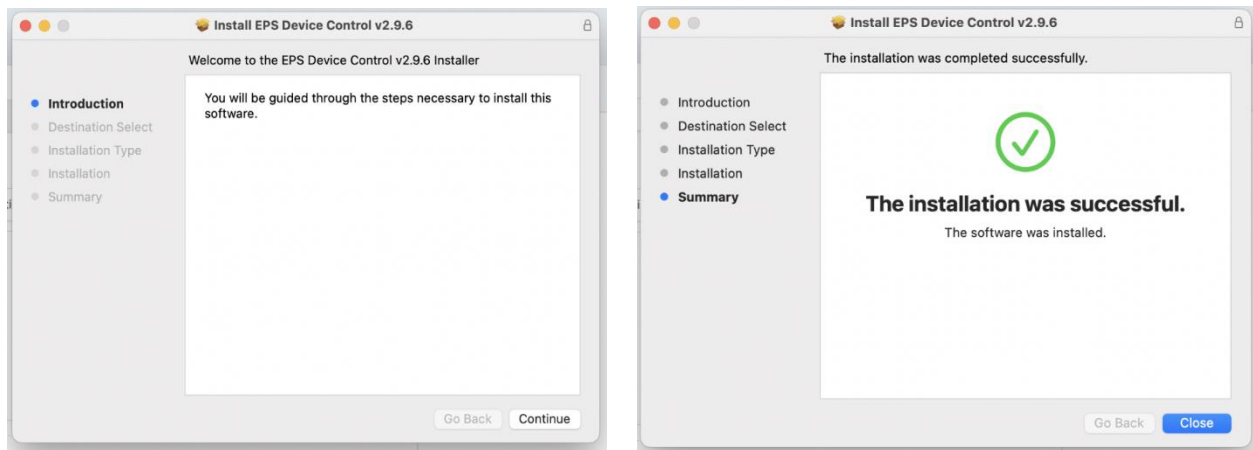 Install EPS Device Control v2.9.6
Welcome to the EPS Device Control v2.9.6 Installer
Introduction
Destination Select
Installation Type
Installation
Summary
You will be guided through the steps necessary to install this
software.
Go Back
Continue
Install EPS Device Control v2.9.6
The installation was completed successfully.
Introduction
Destination Select
Installation Type
Installation
Summary
The installation was successful.
The software was installed.
Go Back
Close